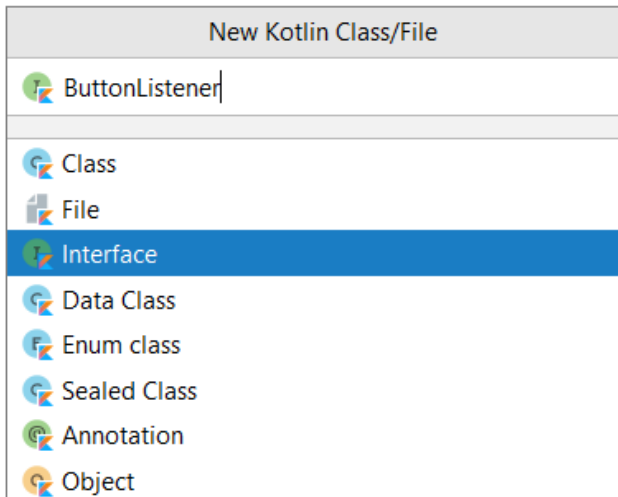 New Kotlin Class/File
ButtonListener
Class
File
Interface
Data Class
Enum class
Sealed Class
Annotation
Object